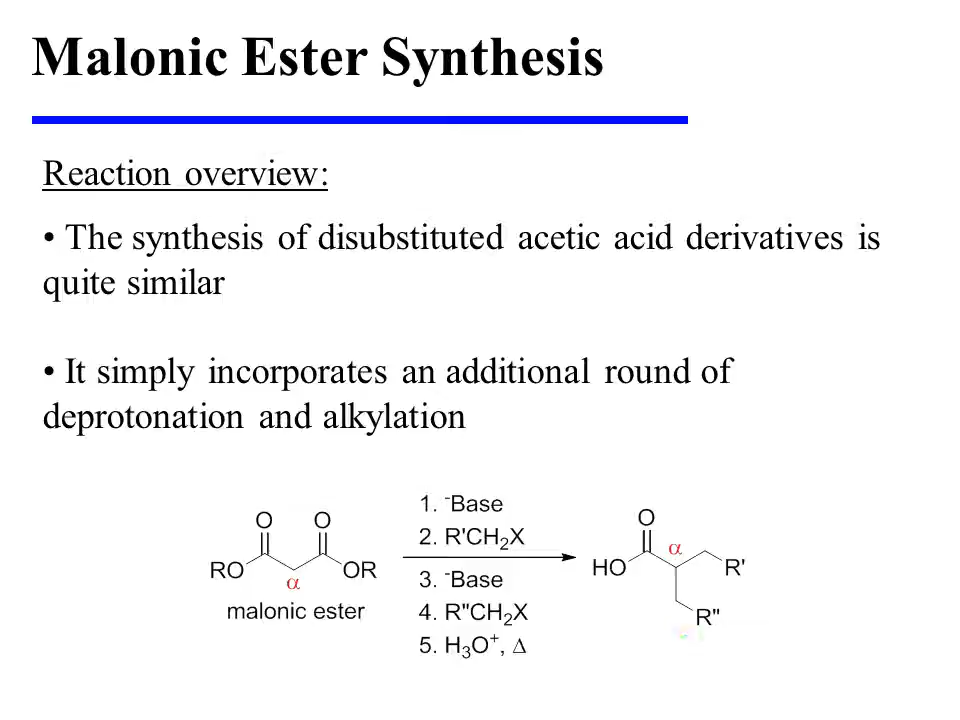 Malonic Ester Synthesis
Reaction overview:
• The synthesis of disubstituted acetic acid derivatives is
quite similar
• It simply incorporates an additional round of
deprotonation and alkylation
O O
RO OR
α
malonic ester
1. ⁻Base
2. R'CH₂X
3. ⁻Base
4. R"CH₂X
5. H₃O⁺, Δ
O
HO α R'
R"